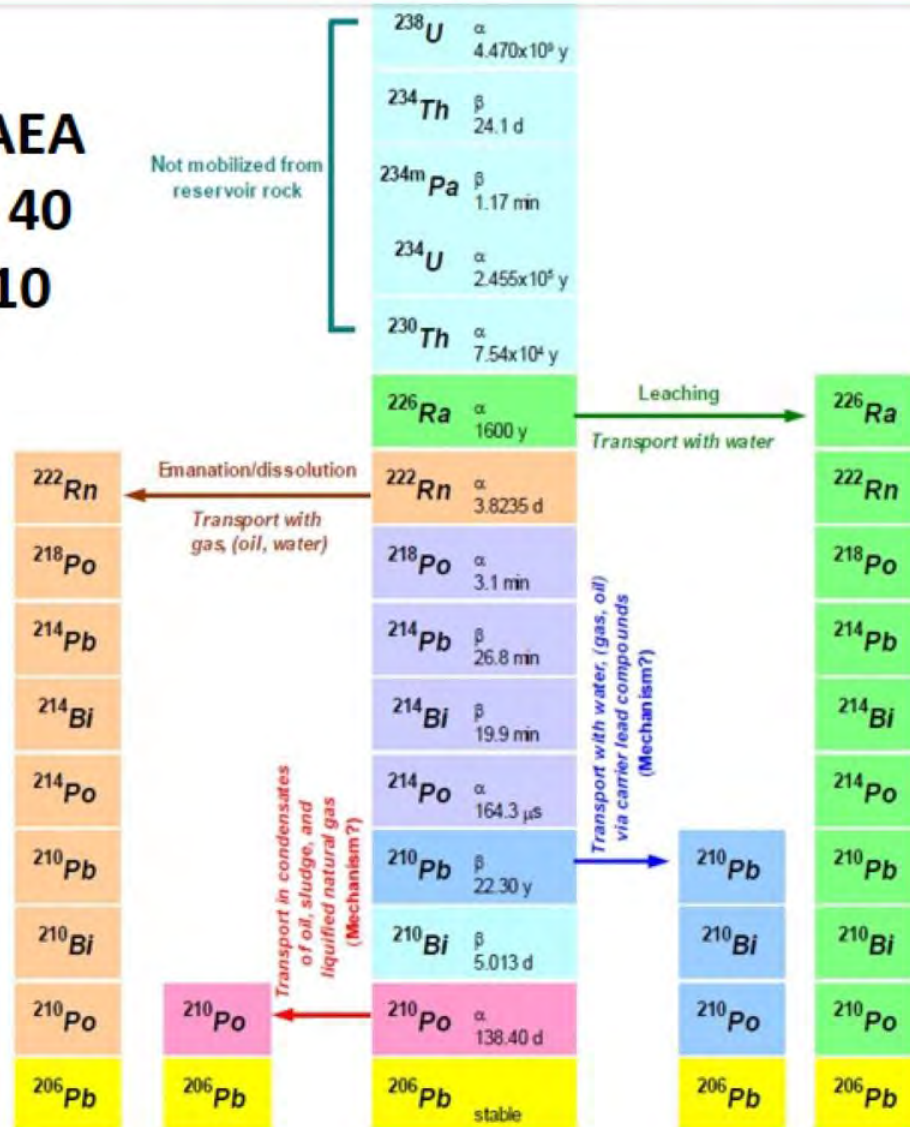 AEA
40
10
Not mobilized from
reservoir rock
²³⁸U α
4.470x10⁹ y
²³⁴Th β
24.1 d
²³⁴ᵐPa β
1.17 min
²³⁴U α
2.455x10⁵ y
²³⁰Th α
7.54x10⁴ y
²²⁶Ra α
1600 y
Leaching
Transport with water
²²⁶Ra
²²²Rn
Emanation/dissolution
Transport with
gas, (oil, water)
²²²Rn α
3.8235 d
²²²Rn
²¹⁸Po
²¹⁸Po α
3.1 min
²¹⁸Po
²¹⁴Pb
²¹⁴Pb β
26.8 min
²¹⁴Pb
²¹⁴Bi
²¹⁴Bi β
19.9 min
²¹⁴Bi
²¹⁴Po
²¹⁴Po α
164.3 µs
²¹⁴Po
Transport with water, (gas, oil)
via carrier lead compounds
(Mechanism?)
²¹⁰Pb
²¹⁰Pb β
22.30 y
²¹⁰Pb
²¹⁰Pb
Transport in condensates
of oil, sludge, and
liquified natural gas
(Mechanism?)
²¹⁰Bi
²¹⁰Bi β
5.013 d
²¹⁰Bi
²¹⁰Bi
²¹⁰Po
²¹⁰Po
²¹⁰Po α
138.40 d
²¹⁰Po
²¹⁰Po
²⁰⁶Pb
²⁰⁶Pb
²⁰⁶Pb
stable
²⁰⁶Pb
²⁰⁶Pb